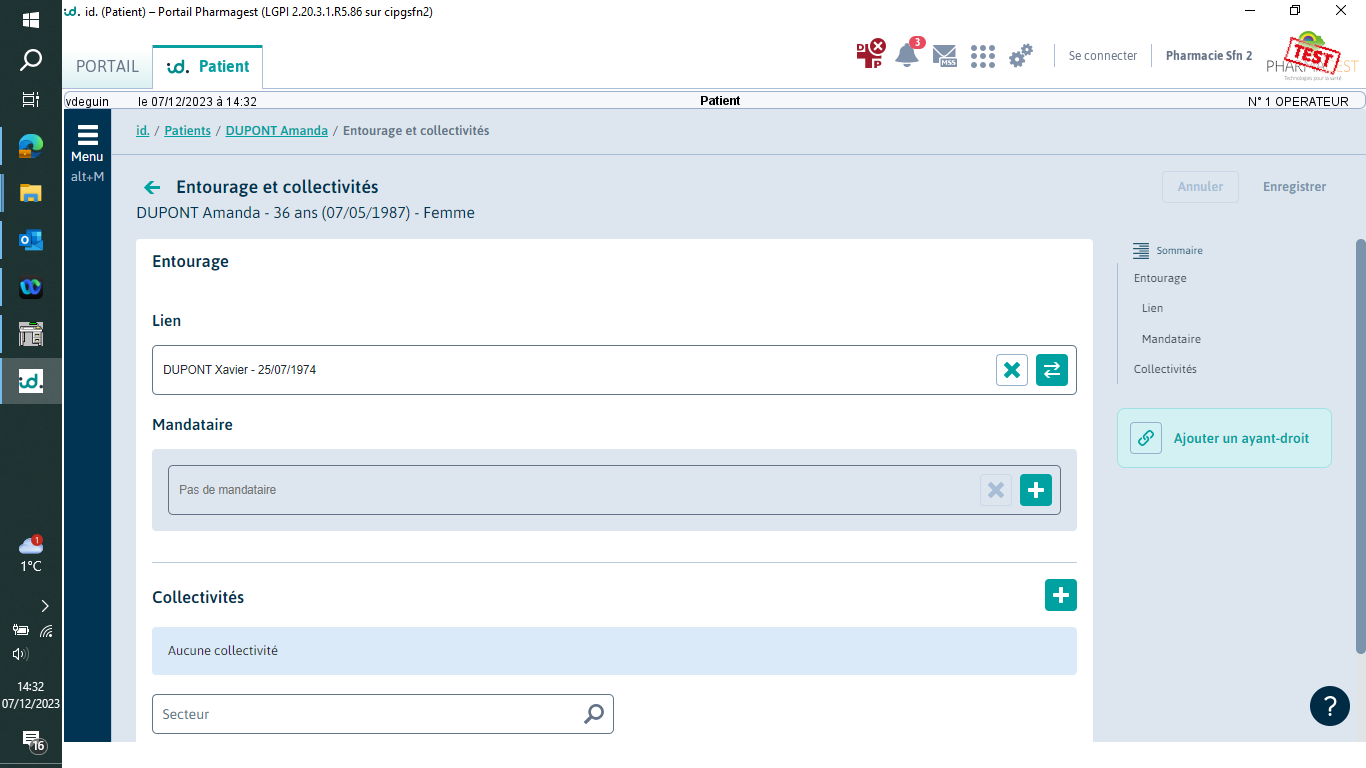 id. (Patient) – Portail Pharmagest (LGPI 2.20.3.1.R5.86 sur cipgsfn2)
PORTAIL
id. Patient
DI
TP
3
MSS
Se connecter
Pharmacie Sfn 2
TEST
vdeguin
le 07/12/2023 à 14:32
Patient
N° 1 OPERATEUR
Menu
alt+M
id. / Patients / DUPONT Amanda / Entourage et collectivités
Entourage et collectivités
DUPONT Amanda - 36 ans (07/05/1987) - Femme
Annuler
Enregistrer
Entourage
Lien
DUPONT Xavier - 25/07/1974
Mandataire
Pas de mandataire
Collectivités
Aucune collectivité
Secteur
Sommaire
Entourage
Lien
Mandataire
Collectivités
Ajouter un ayant-droit
?
id.
1
1°C
14:32
07/12/2023
16